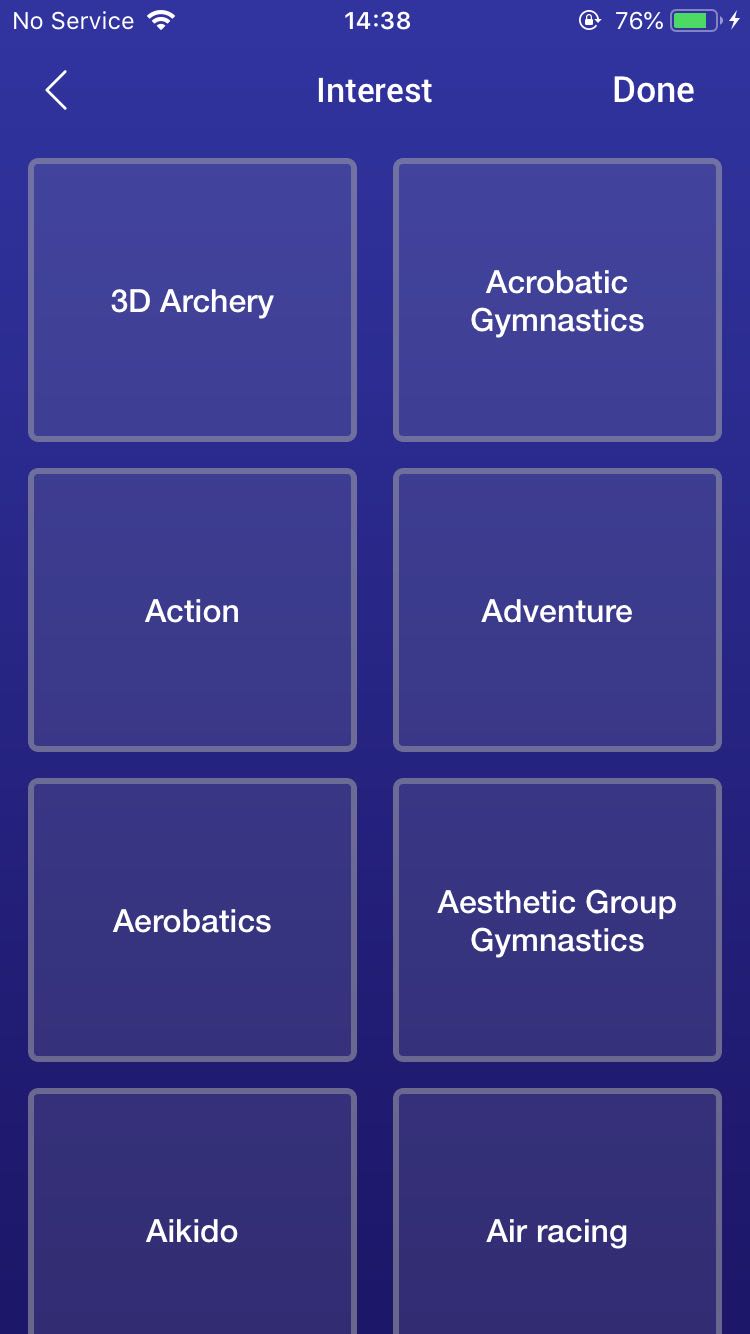 No Service 14:38 76%
Interest Done
3D Archery
Acrobatic
Gymnastics
Action
Adventure
Aerobatics
Aesthetic Group
Gymnastics
Aikido
Air racing